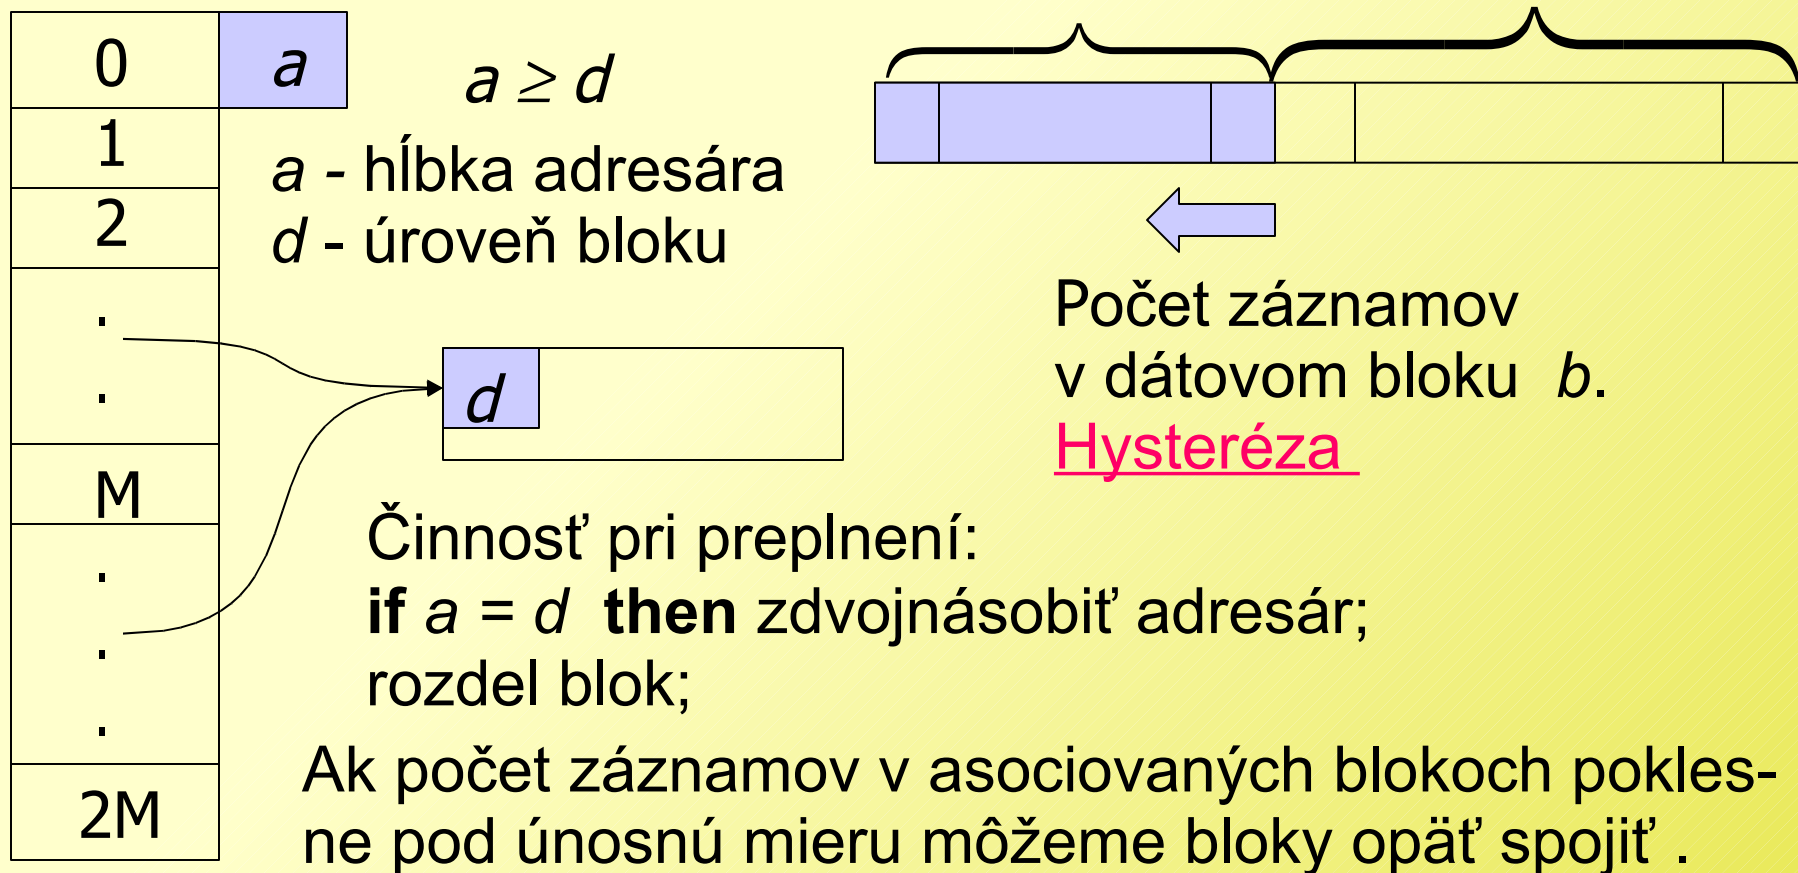 0
a
1
2
.
.
M
.
.
.
2M
a ≥ d
a - hĺbka adresára
d - úroveň bloku
d
Počet záznamov
v dátovom bloku b.
Hysteréza
Činnosť pri preplnení:
if a = d then zdvojnásobiť adresár;
rozdel blok;
Ak počet záznamov v asociovaných blokoch pokles-
ne pod únosnú mieru môžeme bloky opäť spojiť .